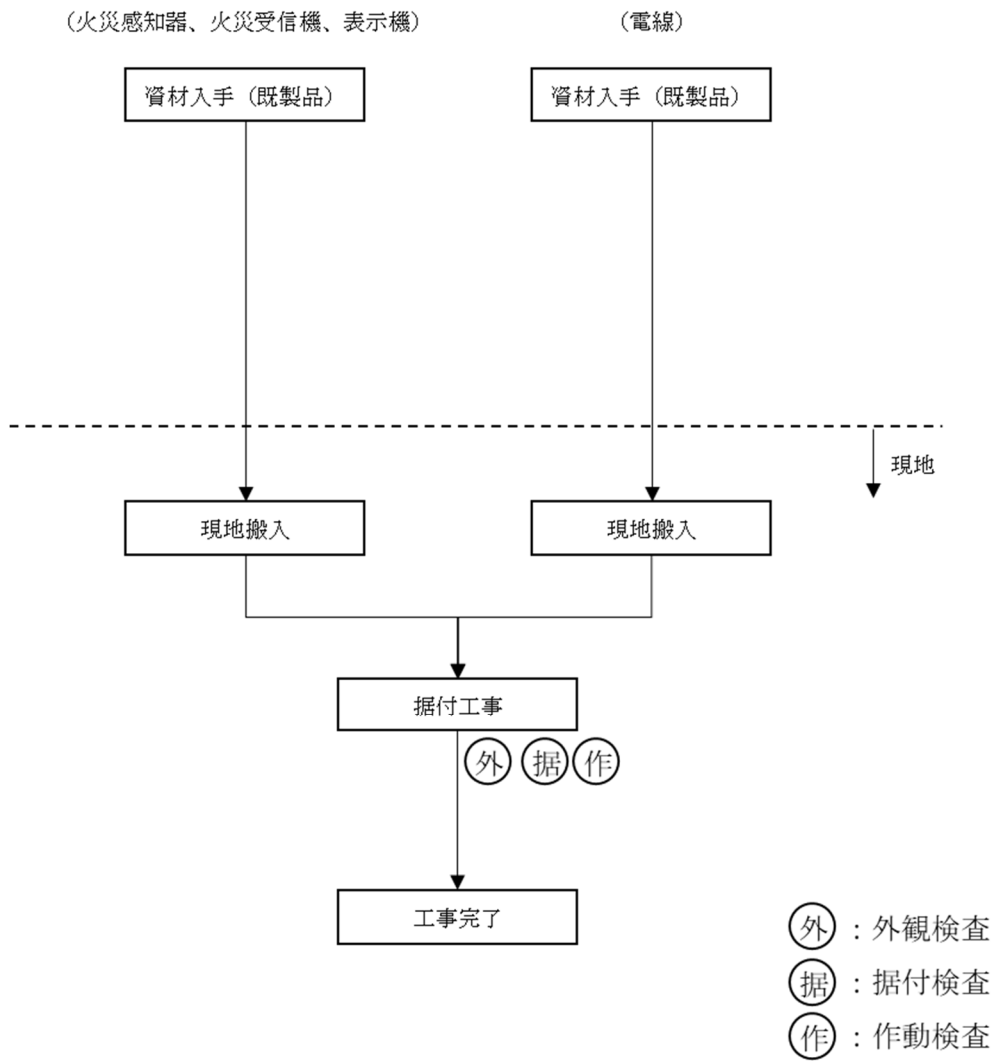 (火災感知器、火災受信機、表示機)
(電線)
資材入手（既製品）
資材入手（既製品）
現地
現地搬入
現地搬入
据付工事
外 据 作
工事完了
外：外観検査
据：据付検査
作：作動検査